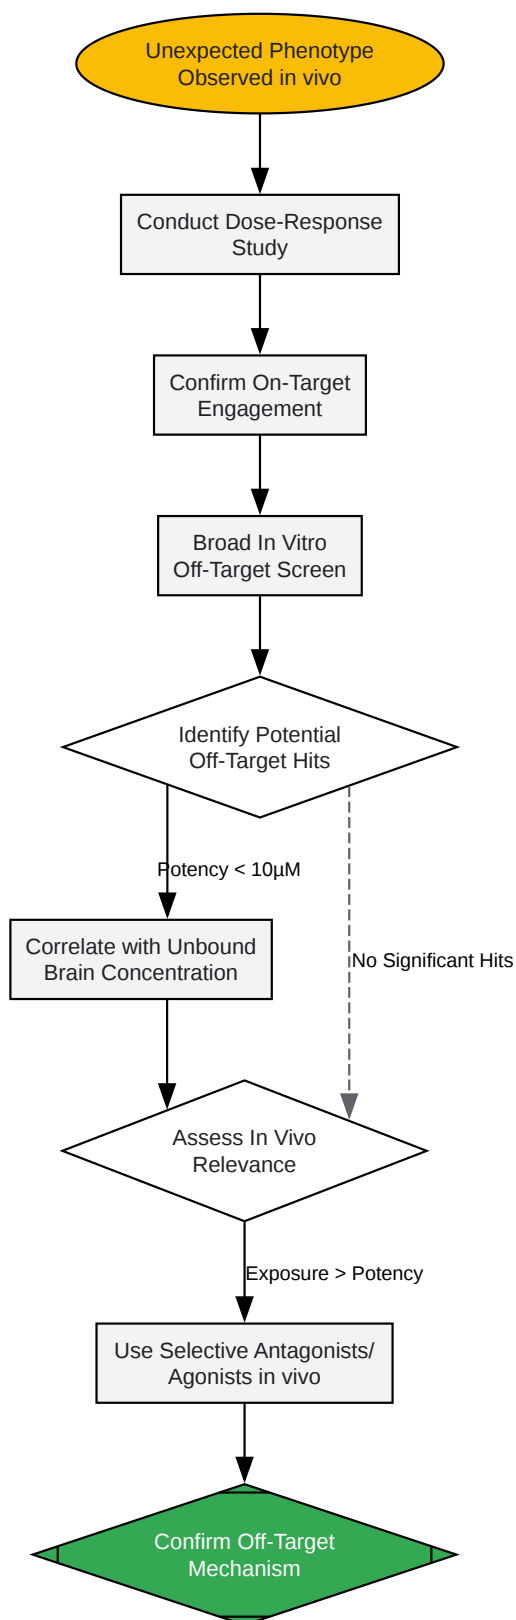 Unexpected Phenotype
Observed in vivo
Conduct Dose-Response
Study
Confirm On-Target
Engagement
Broad In Vitro
Off-Target Screen
Identify Potential
Off-Target Hits
Potency < 10µM
Correlate with Unbound
Brain Concentration
No Significant Hits
Assess In Vivo
Relevance
Exposure > Potency
Use Selective Antagonists/
Agonists in vivo
Confirm Off-Target
Mechanism